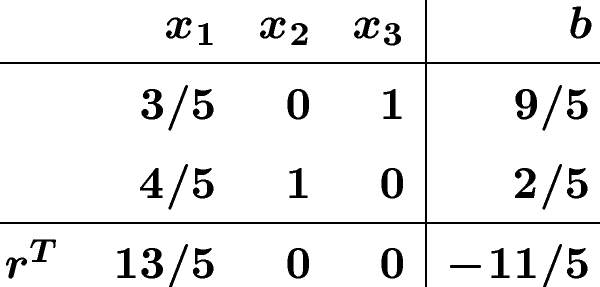 x₁ x₂ x₃ b
3/5 0 1 9/5
4/5 1 0 2/5
rᵀ 13/5 0 0 −11/5